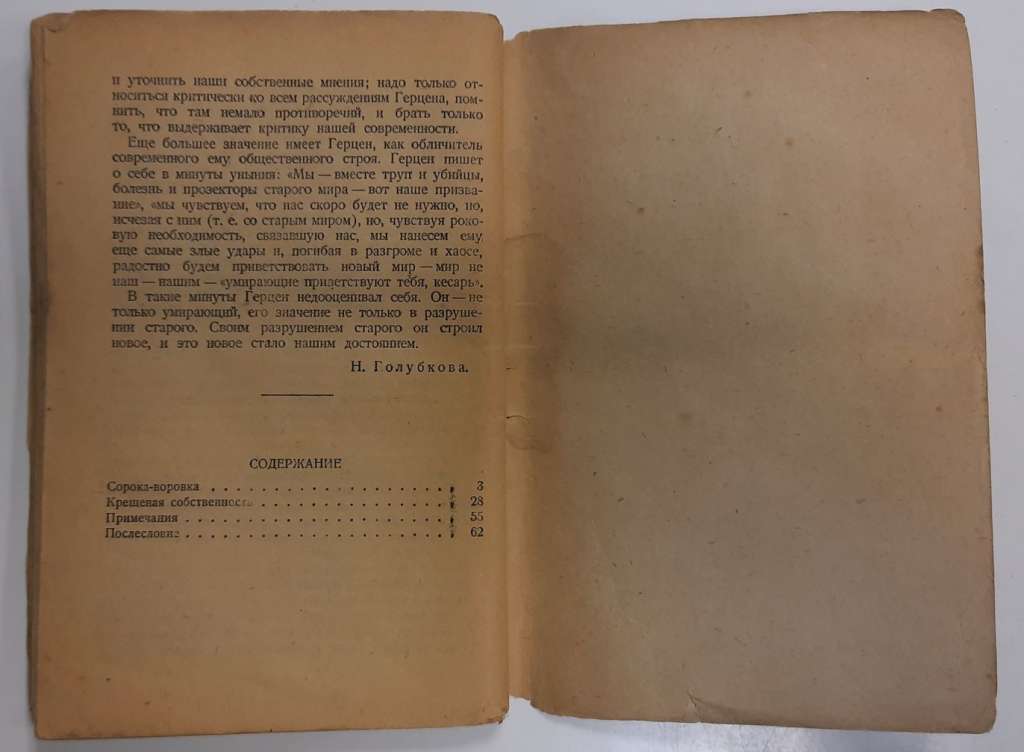 и уточнить наши собственные мнения; надо только от-
носиться критически ко всем рассуждениям Герцена, пом-
нить, что там немало противоречий, и брать только
то, что выдерживает критику нашей современности.
Еще большее значение имеет Герцен, как обличитель
современного ему общественного строя. Герцен пишет
о себе в минуты уныния: «Мы — вместе труп и убийцы,
болезнь и прозекторы старого мира — вот наше призва-
ние», «мы чувствуем, что нас скоро будет не нужно, но,
исчезая с ним (т. е. со старым миром), но, чувствуя роко-
вую необходимость, связавшую нас, мы нанесем ему
еще самые злые удары и, погибая в разгроме и хаосе,
радостно будем приветствовать новый мир — мир не
наш — нашим — «умирающие приветствуют тебя, кесарь».
В такие минуты Герцен недооценивал себя. Он — не
только умирающий, его значение не только в разруше-
нии старого. Своим разрушением старого он строил
новое, и это новое стало нашим достоянием.
Н. Голубкова.
СОДЕРЖАНИЕ
Сорока-воровка . . . . . . . . . . . . . . . . . . . . 3
Крещеная собственность . . . . . . . . . . . . . . . . 28
Примечания . . . . . . . . . . . . . . . . . . . . . . 55
Послесловие . . . . . . . . . . . . . . . . . . . . . . 62